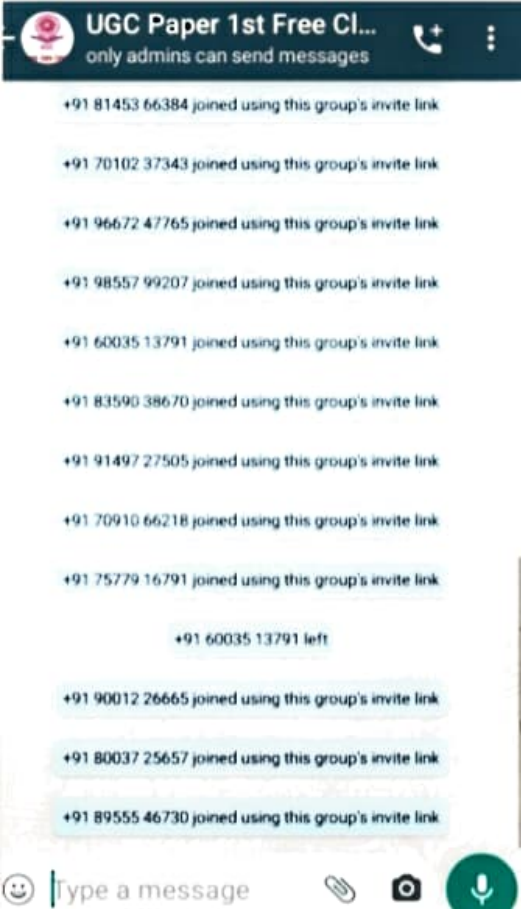 UGC Paper 1st Free Cl...
only admins can send messages
+91 81453 66384 joined using this group's invite link
+91 70102 37343 joined using this group's invite link
+91 96672 47765 joined using this group's invite link
+91 98557 99207 joined using this group's invite link
+91 60035 13791 joined using this group's invite link
+91 83590 38670 joined using this group's invite link
+91 91497 27505 joined using this group's invite link
+91 70910 66218 joined using this group's invite link
+91 75779 16791 joined using this group's invite link
+91 60035 13791 left
+91 90012 26665 joined using this group's invite link
+91 80037 25657 joined using this group's invite link
+91 89555 46730 joined using this group's invite link
Type a message